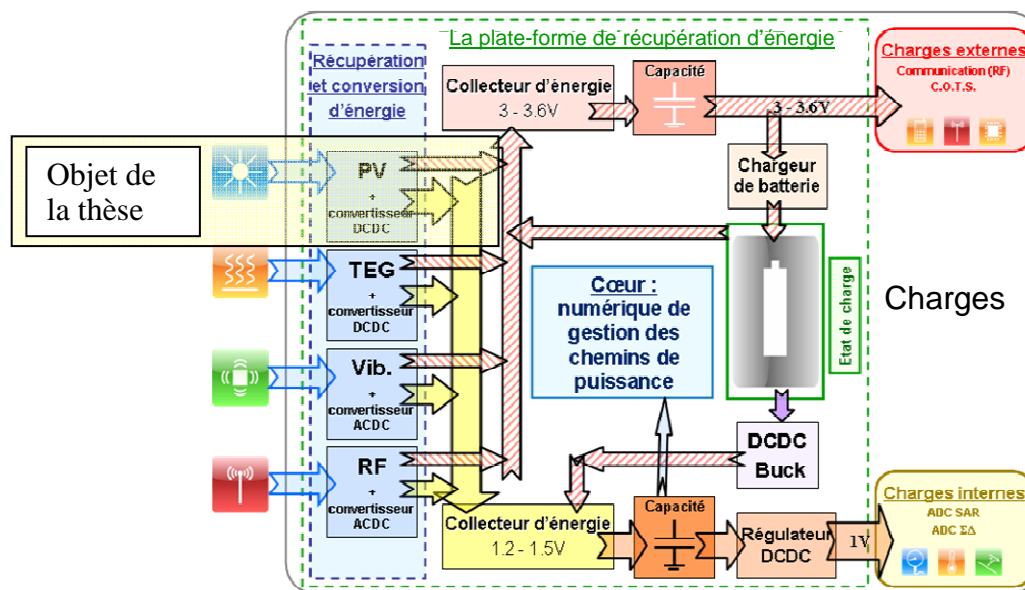 La plate-forme de récupération d'énergie
Récupération
et conversion
d'énergie
Collecteur d'énergie
3 - 3.6V
Capacité
3 - 3.6V
Charges externes
Communication (RF)
C.O.T.S.
Objet de
la thèse
PV
+
convertisseur
DCDC
Chargeur
de batterie
TEG
+
convertisseur
DCDC
Cœur :
numérique de
gestion des
chemins de
puissance
Etat de charge
Charges
Vib.
+
convertisseur
ACDC
RF
+
convertisseur
ACDC
DCDC
Buck
Collecteur d'énergie
1.2 - 1.5V
Capacité
Régulateur
DCDC
1V
Charges internes
ADC SAR
ADC ΣΔ